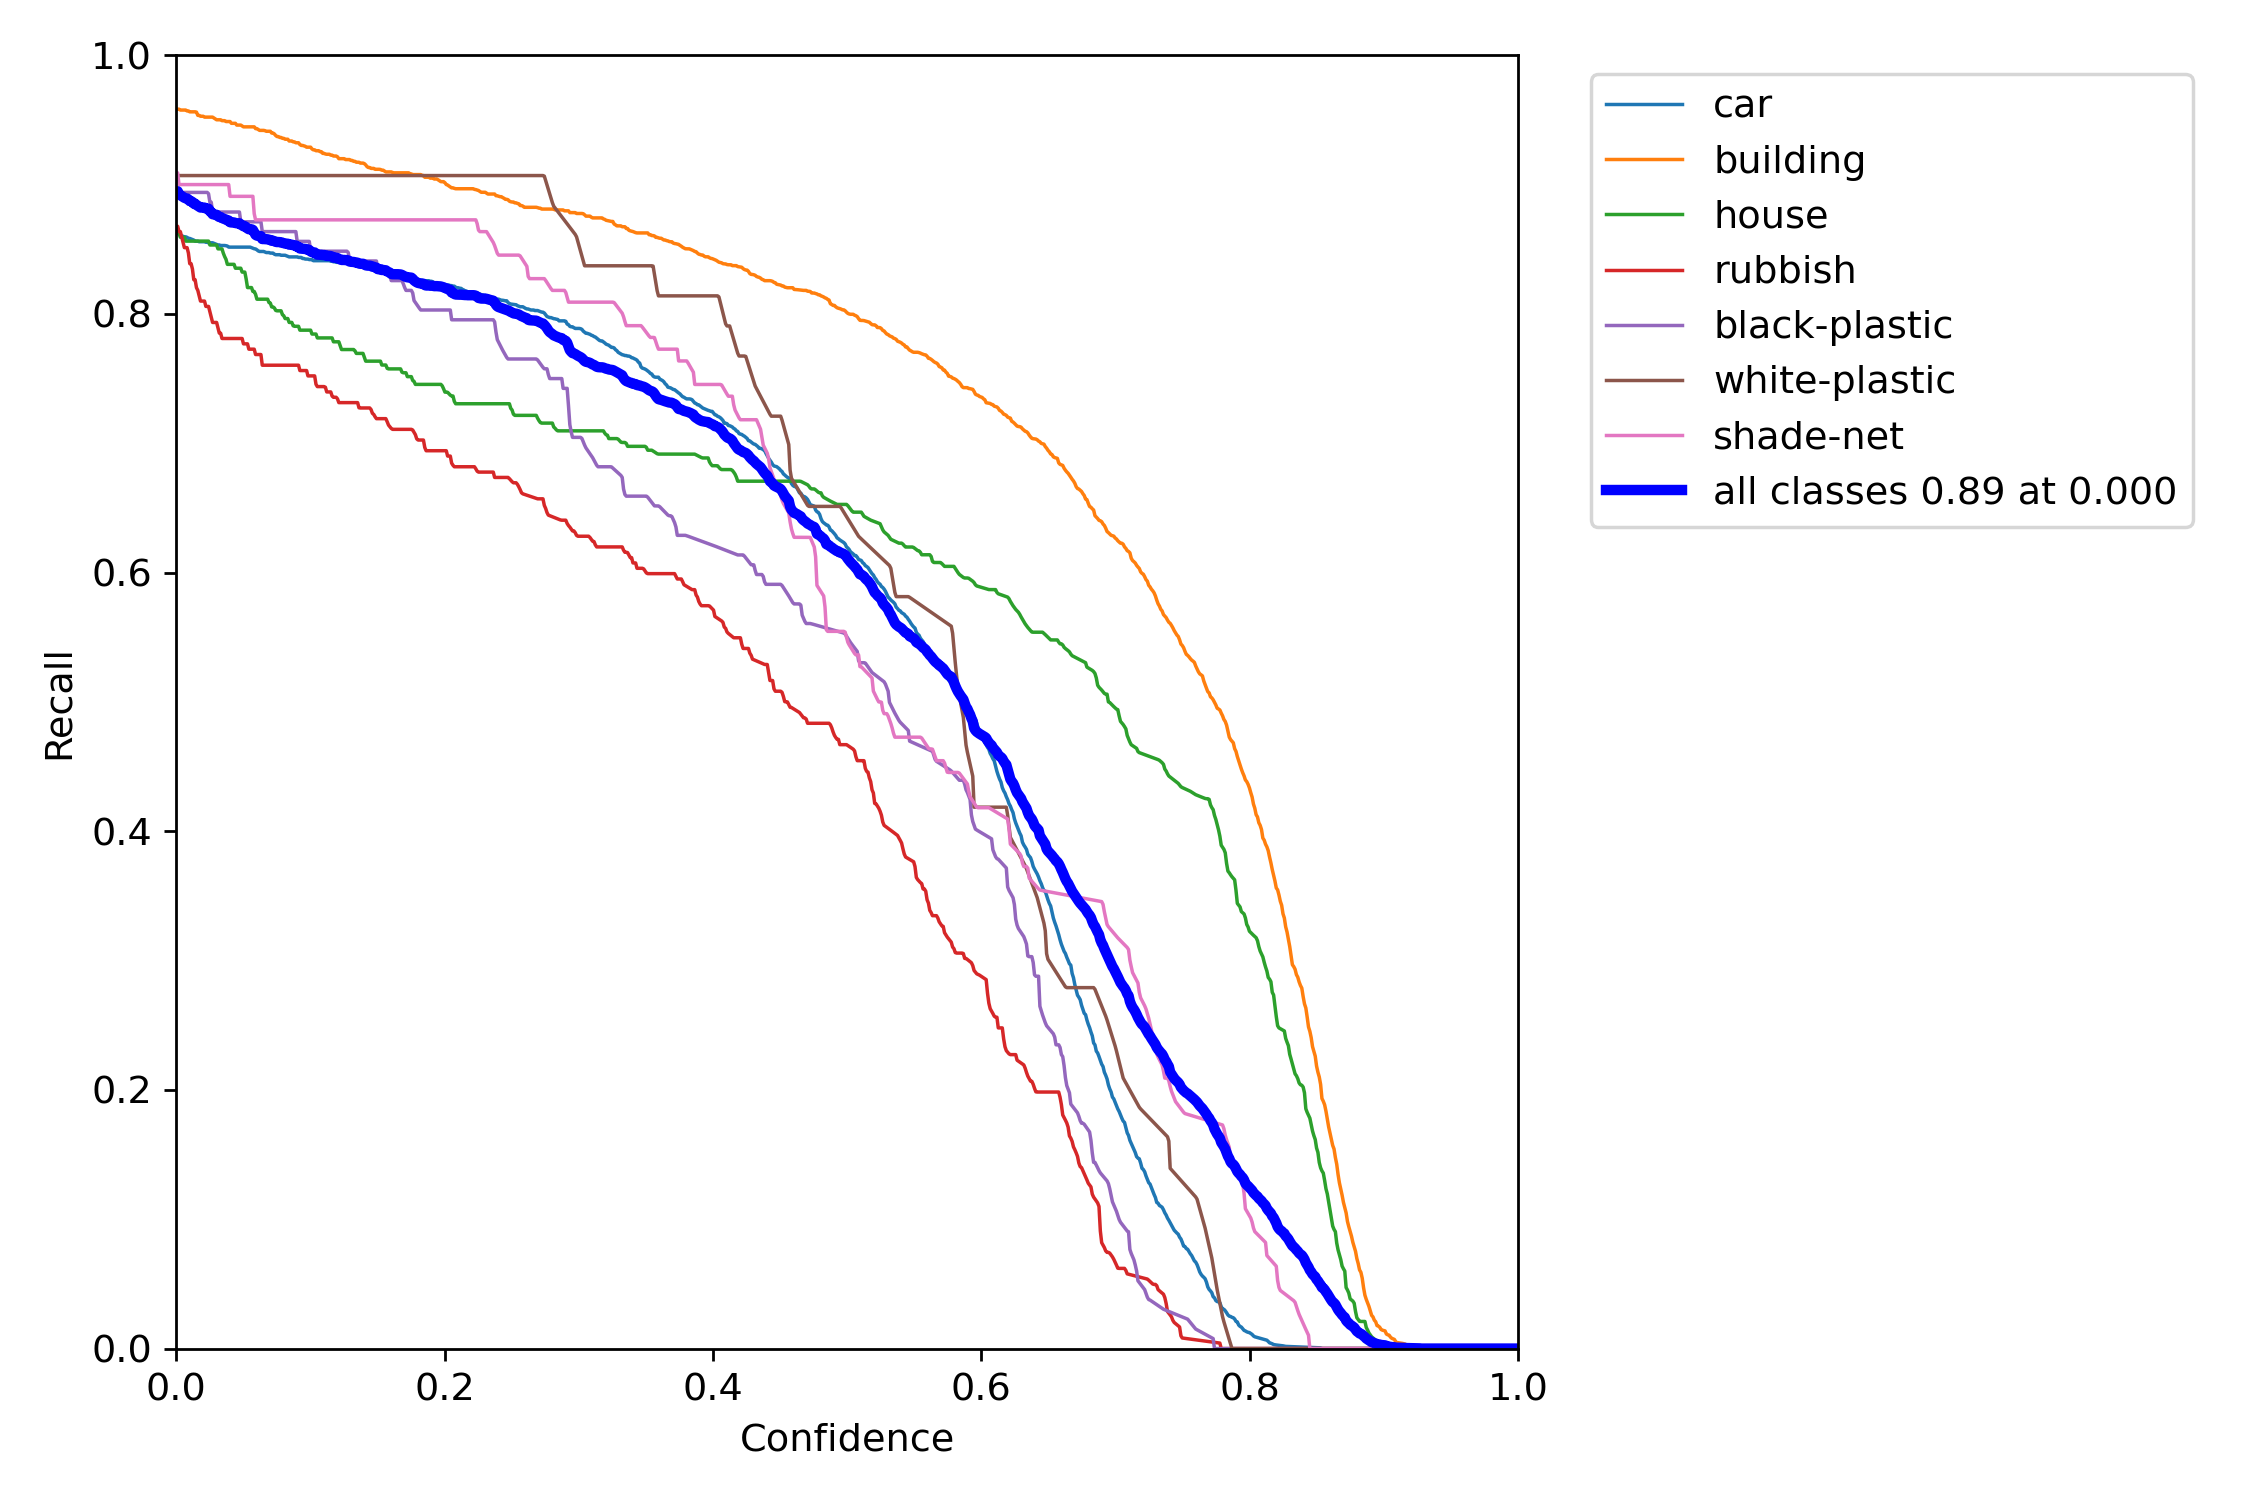 1.0
0.8
0.6
0.4
0.2
0.0
Recall
0.0 0.2 0.4 0.6 0.8 1.0
Confidence
car
building
house
rubbish
black-plastic
white-plastic
shade-net
all classes 0.89 at 0.000